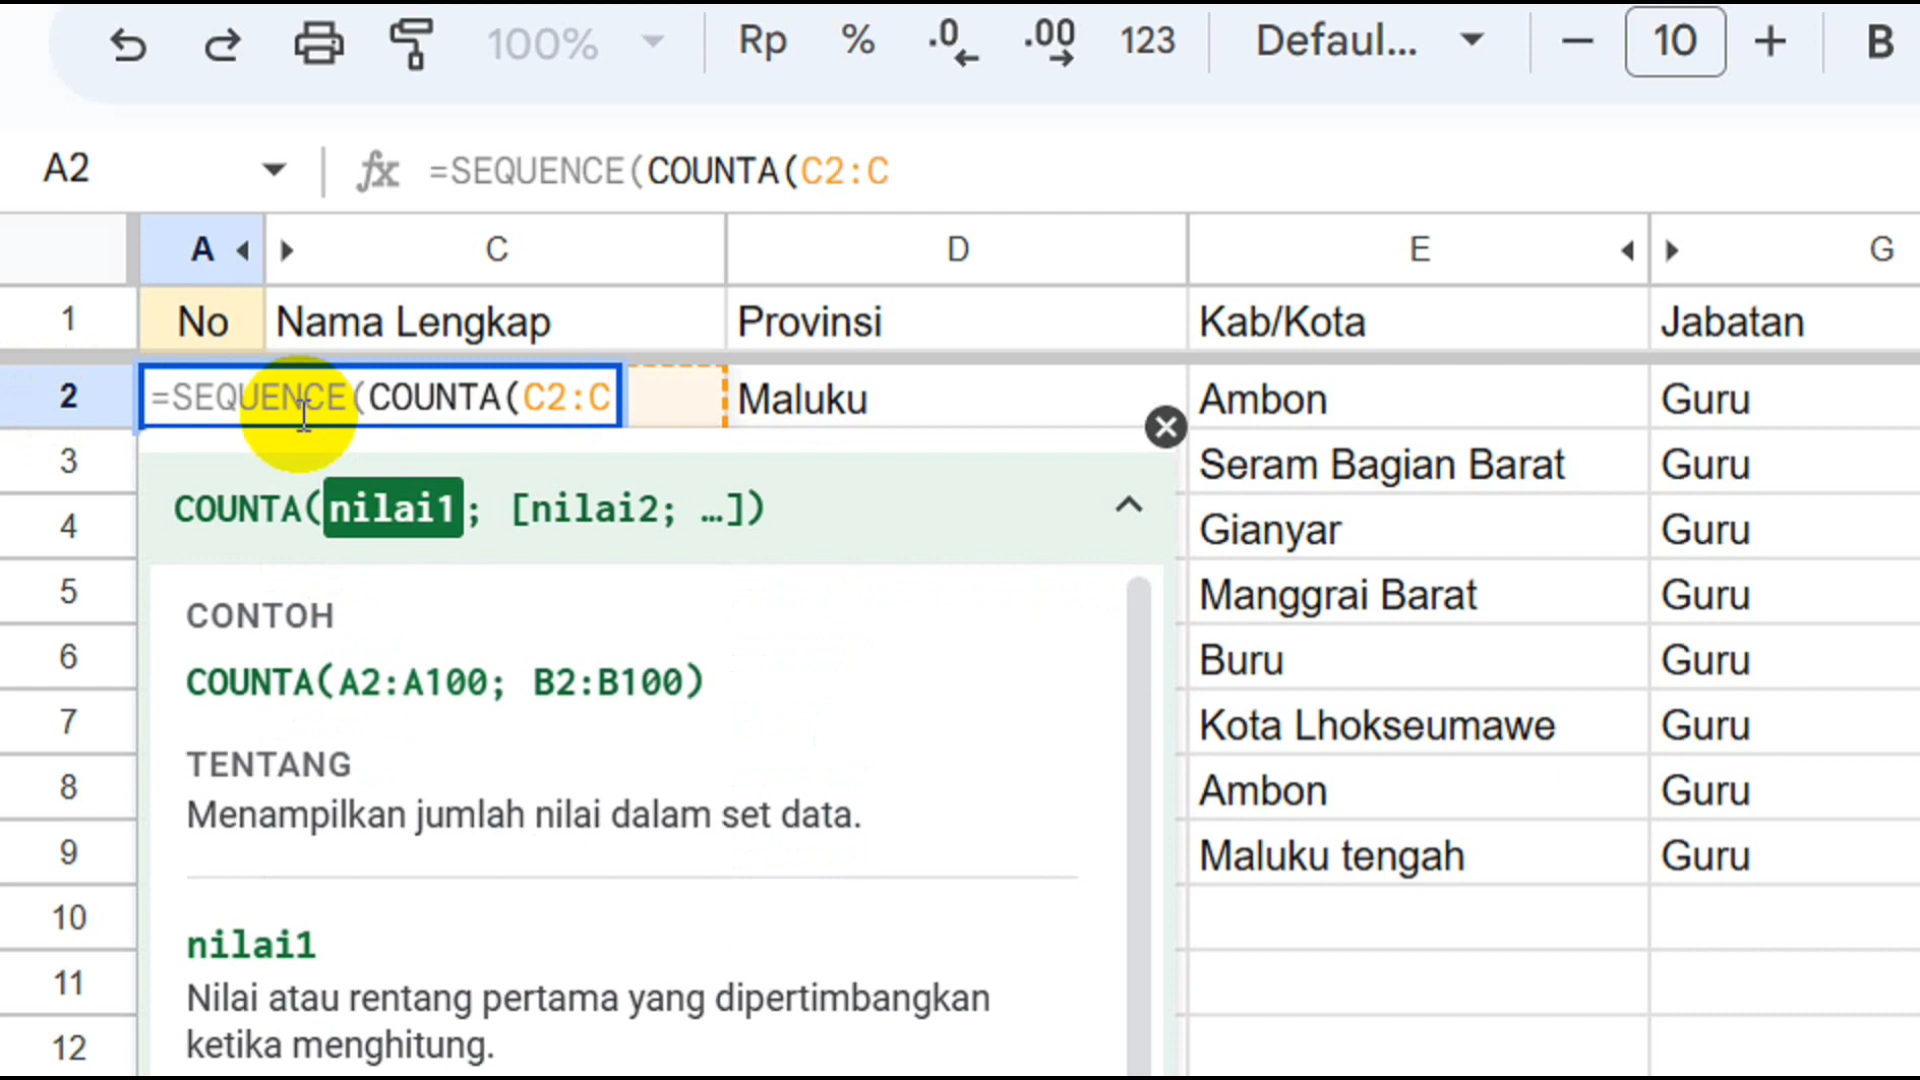 100% Rp % .0 .00 123 Defaul... 10 B
A2 fx =SEQUENCE(COUNTA(C2:C
A C D E G
1 No Nama Lengkap Provinsi Kab/Kota Jabatan
2 =SEQUENCE(COUNTA(C2:C Maluku Ambon Guru
3 Seram Bagian Barat Guru
COUNTA(nilai1; [nilai2; …])
4 Gianyar Guru
5 Manggrai Barat Guru
CONTOH
6 Buru Guru
COUNTA(A2:A100; B2:B100)
7 Kota Lhokseumawe Guru
TENTANG
8 Ambon Guru
Menampilkan jumlah nilai dalam set data.
9 Maluku tengah Guru
10
nilai1
11
Nilai atau rentang pertama yang dipertimbangkan
12
ketika menghitung.